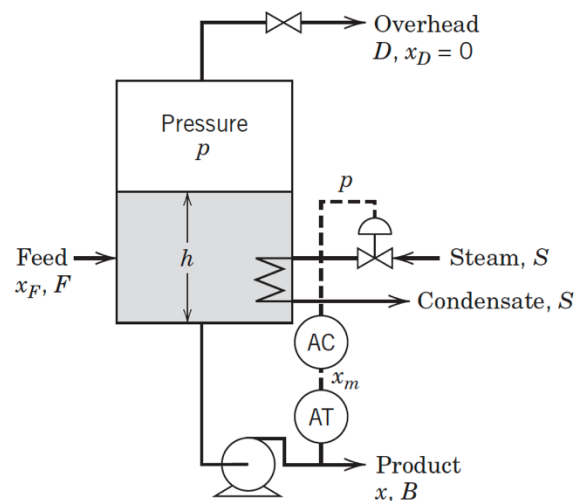 Overhead
D, x_D = 0
Pressure
p
p
Feed
x_F, F
h
Steam, S
Condensate, S
AC
x_m
AT
Product
x, B